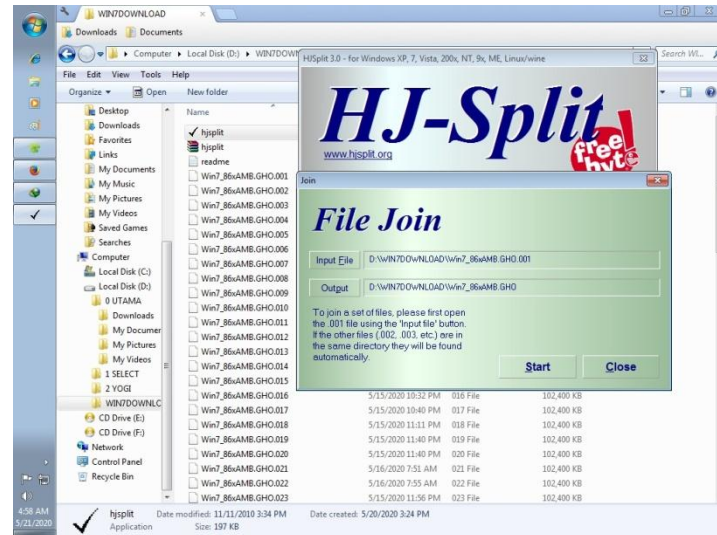 WIN7DOWNLOAD
Downloads Documents
Computer Local Disk (D:) WIN7DOWN
Search WI...
File Edit View Tools Help
Organize Open New folder
Name
Desktop
Downloads
Favorites
Links
My Documents
My Music
My Pictures
My Videos
Saved Games
Searches
Computer
Local Disk (C:)
Local Disk (D:)
0 UTAMA
Downloads
My Documer
My Pictures
My Videos
1 SELECT
2 YOGI
WIN7DOWNLC
CD Drive (E:)
CD Drive (F:)
Network
Control Panel
Recycle Bin
hjsplit
hjsplit
readme
Win7_86xAMB.GHO.001
Win7_86xAMB.GHO.002
Win7_86xAMB.GHO.003
Win7_86xAMB.GHO.004
Win7_86xAMB.GHO.005
Win7_86xAMB.GHO.006
Win7_86xAMB.GHO.007
Win7_86xAMB.GHO.008
Win7_86xAMB.GHO.009
Win7_86xAMB.GHO.010
Win7_86xAMB.GHO.011
Win7_86xAMB.GHO.012
Win7_86xAMB.GHO.013
Win7_86xAMB.GHO.014
Win7_86xAMB.GHO.015
Win7_86xAMB.GHO.016 5/15/2020 10:32 PM 016 File 102,400 KB
Win7_86xAMB.GHO.017 5/15/2020 10:40 PM 017 File 102,400 KB
Win7_86xAMB.GHO.018 5/15/2020 11:11 PM 018 File 102,400 KB
Win7_86xAMB.GHO.019 5/15/2020 11:40 PM 019 File 102,400 KB
Win7_86xAMB.GHO.020 5/15/2020 11:40 PM 020 File 102,400 KB
Win7_86xAMB.GHO.021 5/16/2020 7:51 AM 021 File 102,400 KB
Win7_86xAMB.GHO.022 5/16/2020 7:55 AM 022 File 102,400 KB
Win7_86xAMB.GHO.023 5/15/2020 11:56 PM 023 File 102,400 KB
HJSplit 3.0 - for Windows XP, 7, Vista, 200x, NT, 9x, ME, Linux/wine
HJ-Split
www.hjsplit.org
free
byte
Join
File Join
Input File D:\WIN7DOWNLOAD\Win7_86xAMB.GHO.001
Output D:\WIN7DOWNLOAD\Win7_86xAMB.GHO
To join a set of files, please first open
the .001 file using the 'Input file' button.
If the other files (.002, .003, etc.) are in
the same directory they will be found
automatically.
Start Close
hjsplit Date modified: 11/11/2010 3:34 PM Date created: 5/20/2020 3:24 PM
Application Size: 197 KB
4:58 AM
5/21/2020